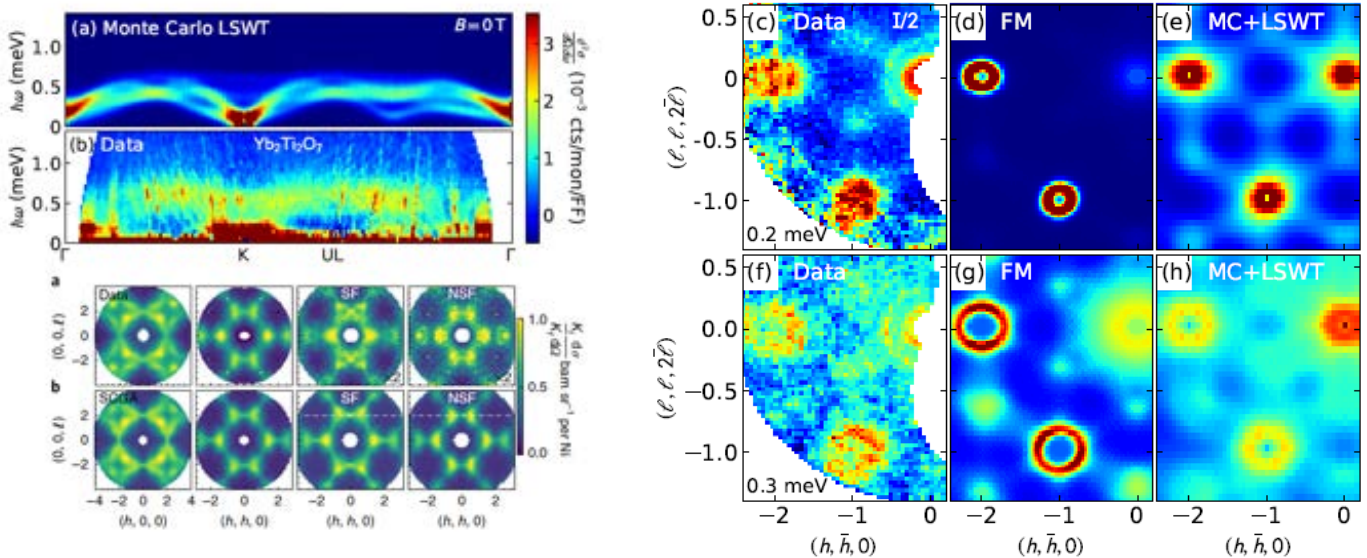 (a) Monte Carlo LSWT B=0 T
ħω (meV)
1.0
0.5
0
(b) Data Yb₂Ti₂O₇
ħω (meV)
1.0
0.5
0
Γ K UL Γ
3
2
1
0
(10⁻³ cts/mon/FF)
a
Data SF NSF
(0, 0, ℓ)
2
0
−2
b
SF NSF
(0, 0, ℓ)
2
0
−2
−4 −2 0 2 4 −2 0 2 −2 0 2 −2 0 2
(h, 0, 0) (h, h, 0) (h, h, 0) (h, h, 0)
1.0
0.5
0.0
sr⁻¹ per Ni
(c) Data I/2 (d) FM (e) MC+LSWT
0.5
0
-0.5
-1.0
(ℓ, ℓ, 2̄ℓ̄)
0.2 meV
(f) Data (g) FM (h) MC+LSWT
0.5
0.0
−0.5
−1.0
(ℓ, ℓ, 2̄ℓ̄)
0.3 meV
−2 −1 0 −2 −1 0 −2 −1 0
(h, h̄, 0) (h, h̄, 0) (h, h̄, 0)